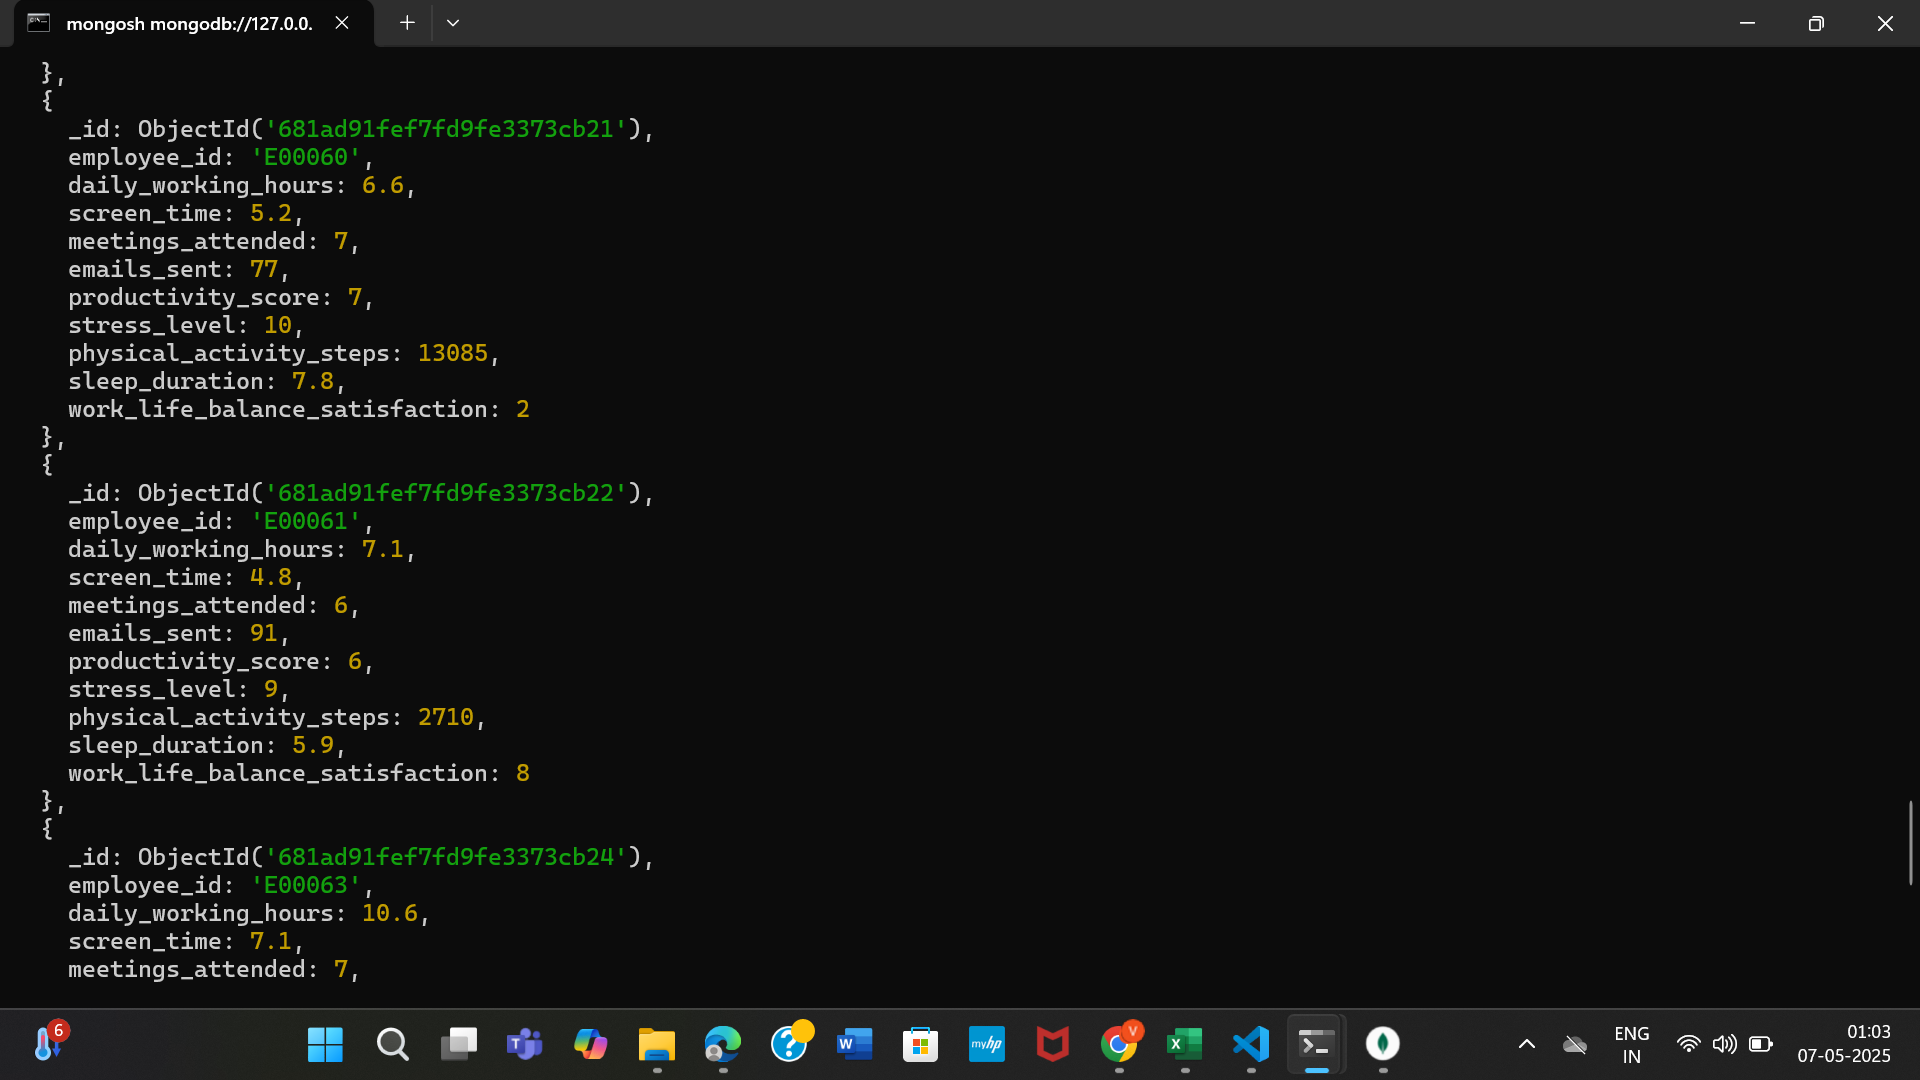 mongosh mongodb://127.0.0.
},
{
_id: ObjectId('681ad91fef7fd9fe3373cb21'),
employee_id: 'E00060',
daily_working_hours: 6.6,
screen_time: 5.2,
meetings_attended: 7,
emails_sent: 77,
productivity_score: 7,
stress_level: 10,
physical_activity_steps: 13085,
sleep_duration: 7.8,
work_life_balance_satisfaction: 2
},
{
_id: ObjectId('681ad91fef7fd9fe3373cb22'),
employee_id: 'E00061',
daily_working_hours: 7.1,
screen_time: 4.8,
meetings_attended: 6,
emails_sent: 91,
productivity_score: 6,
stress_level: 9,
physical_activity_steps: 2710,
sleep_duration: 5.9,
work_life_balance_satisfaction: 8
},
{
_id: ObjectId('681ad91fef7fd9fe3373cb24'),
employee_id: 'E00063',
daily_working_hours: 10.6,
screen_time: 7.1,
meetings_attended: 7,
6
T
?
W
myhp
V
X
ENG
IN
01:03
07-05-2025